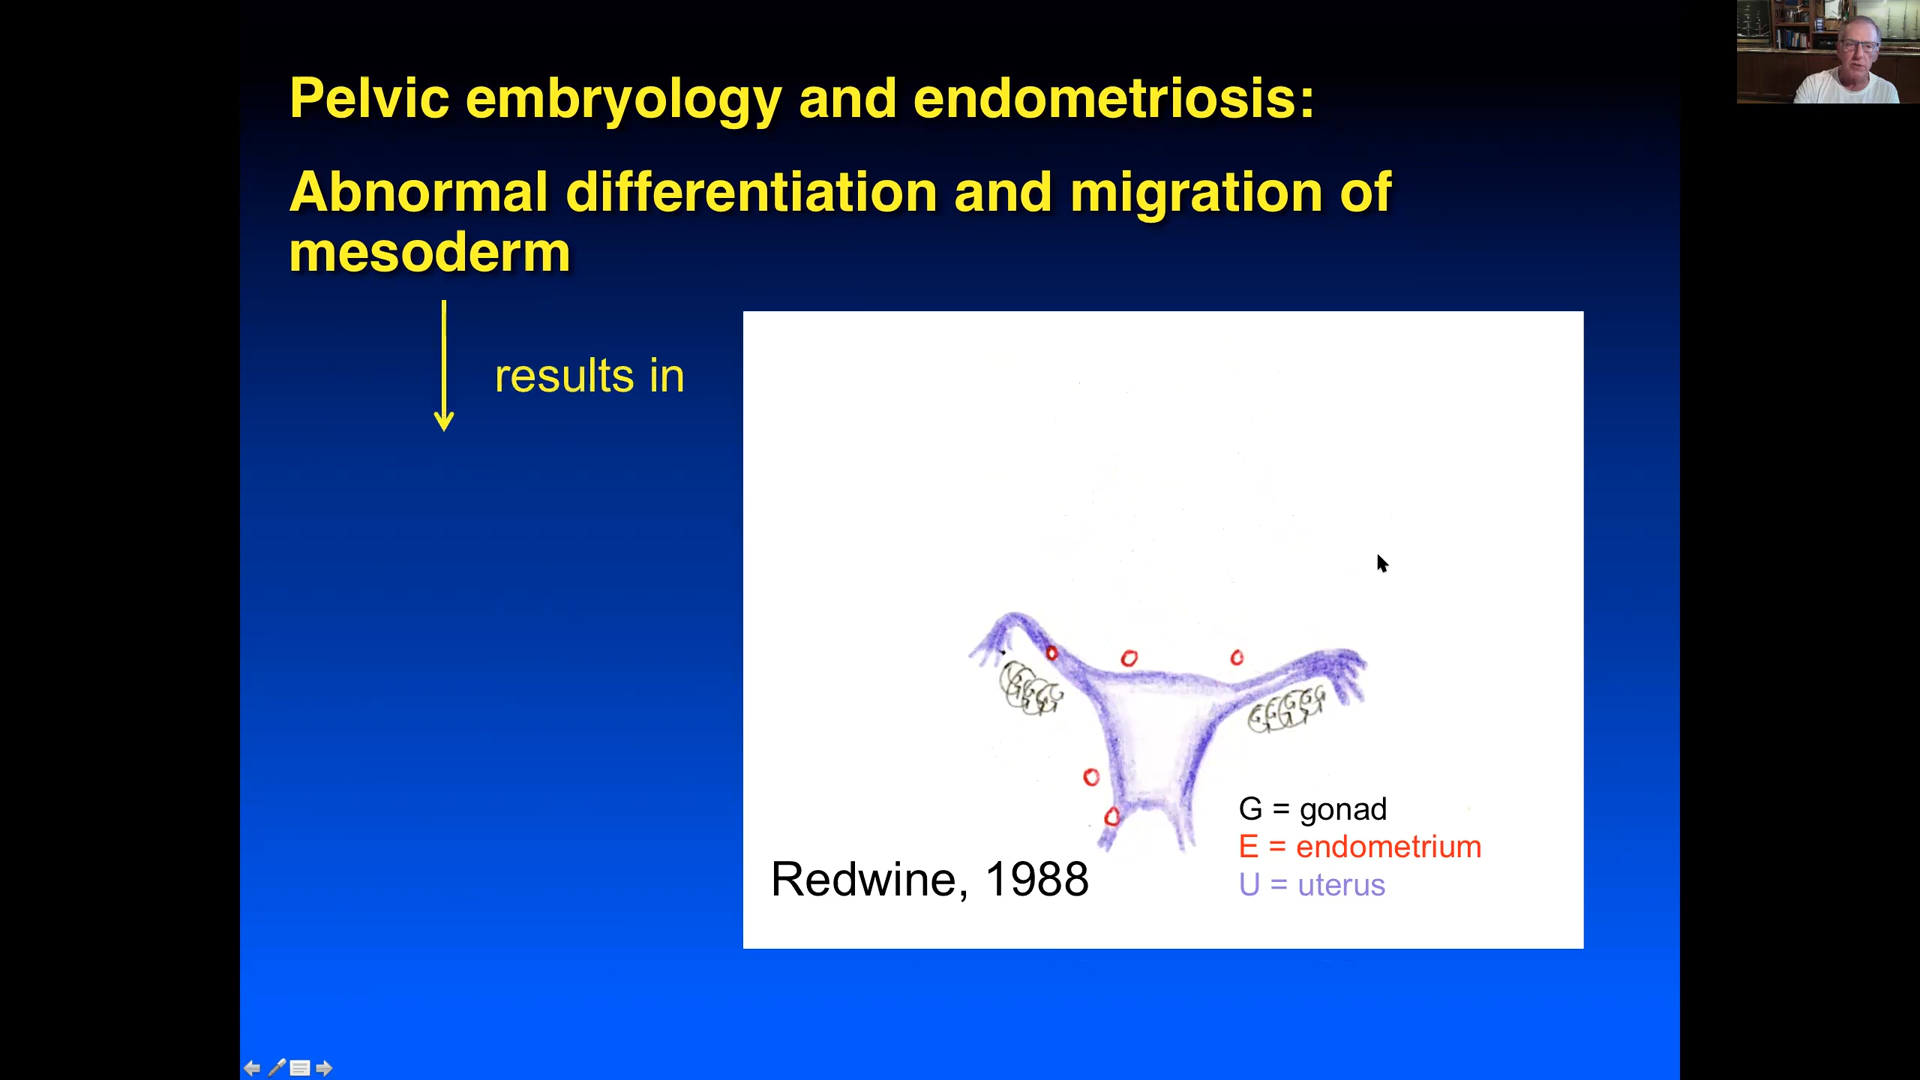 Pelvic embryology and endometriosis:
Abnormal differentiation and migration of
mesoderm
results in
G = gonad
E = endometrium
U = uterus
Redwine, 1988